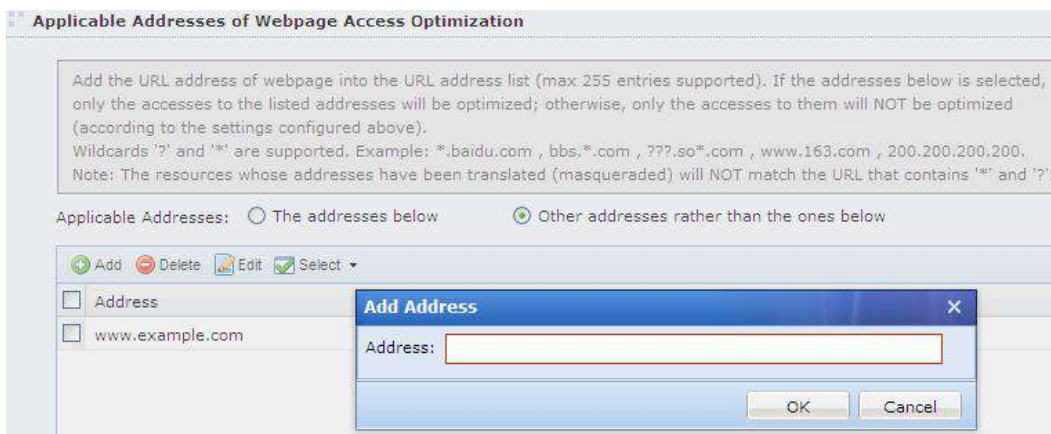 Applicable Addresses of Webpage Access Optimization
Add the URL address of webpage into the URL address list (max 255 entries supported). If the addresses below is selected,
only the accesses to the listed addresses will be optimized; otherwise, only the accesses to them will NOT be optimized
(according to the settings configured above).
Wildcards '?' and '*' are supported. Example: *.baidu.com , bbs.*.com , ???.so*.com , www.163.com , 200.200.200.200.
Note: The resources whose addresses have been translated (masqueraded) will NOT match the URL that contains '*' and '?'.
Applicable Addresses: The addresses below Other addresses rather than the ones below
Add Delete Edit Select
Address
www.example.com
Add Address
Address:
OK Cancel